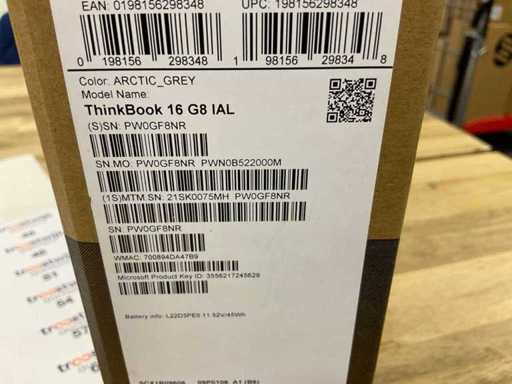 EAN: 0198156298348
UPC: 198156298348
0 198156 298348
1 98156 29834 8
Color: ARCTIC_GREY
Model Name:
ThinkBook 16 G8 IAL
(S)SN: PW0GF8NR
SN.MO: PW0GF8NR PWN0B522000M
(1S)MTM.SN: 21SK0075MH PW0GF8NR
SN: PW0GF8NR
WMAC: 700894DA47B9
Microsoft Product Key ID: 3556217245629
Battery info: L22D3PE0 11.52V/45Wh